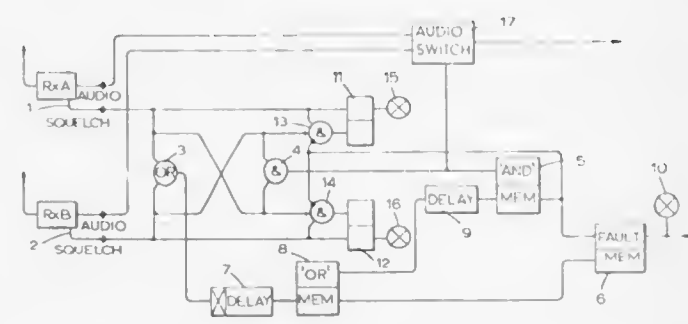 AUDIO SWITCH
17
RxA
AUDIO
1
SQUELCH
11
15
13
&
3
OR
&
4
14
&
'AND'
MEM
5
10
RxB
AUDIO
2
SQUELCH
16
DELAY
9
12
FAULT
MEM
6
7
DELAY
8
'OR'
MEM